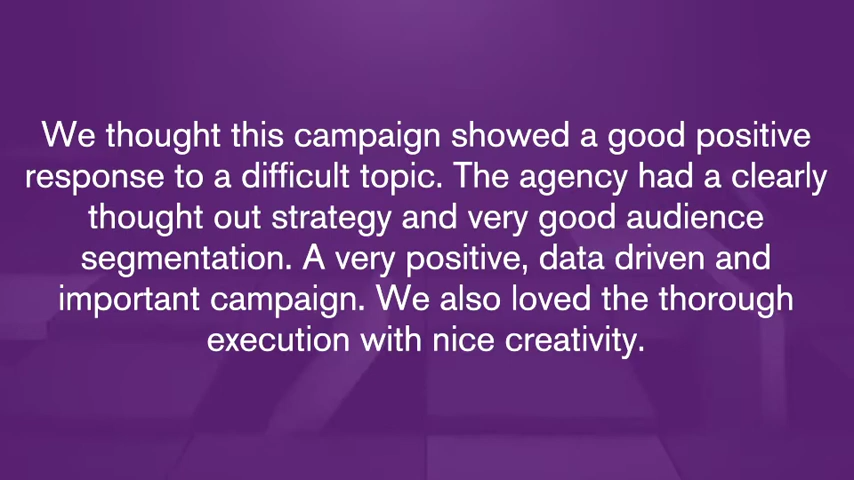 We thought this campaign showed a good positive
response to a difficult topic. The agency had a clearly
thought out strategy and very good audience
segmentation. A very positive, data driven and
important campaign. We also loved the thorough
execution with nice creativity.